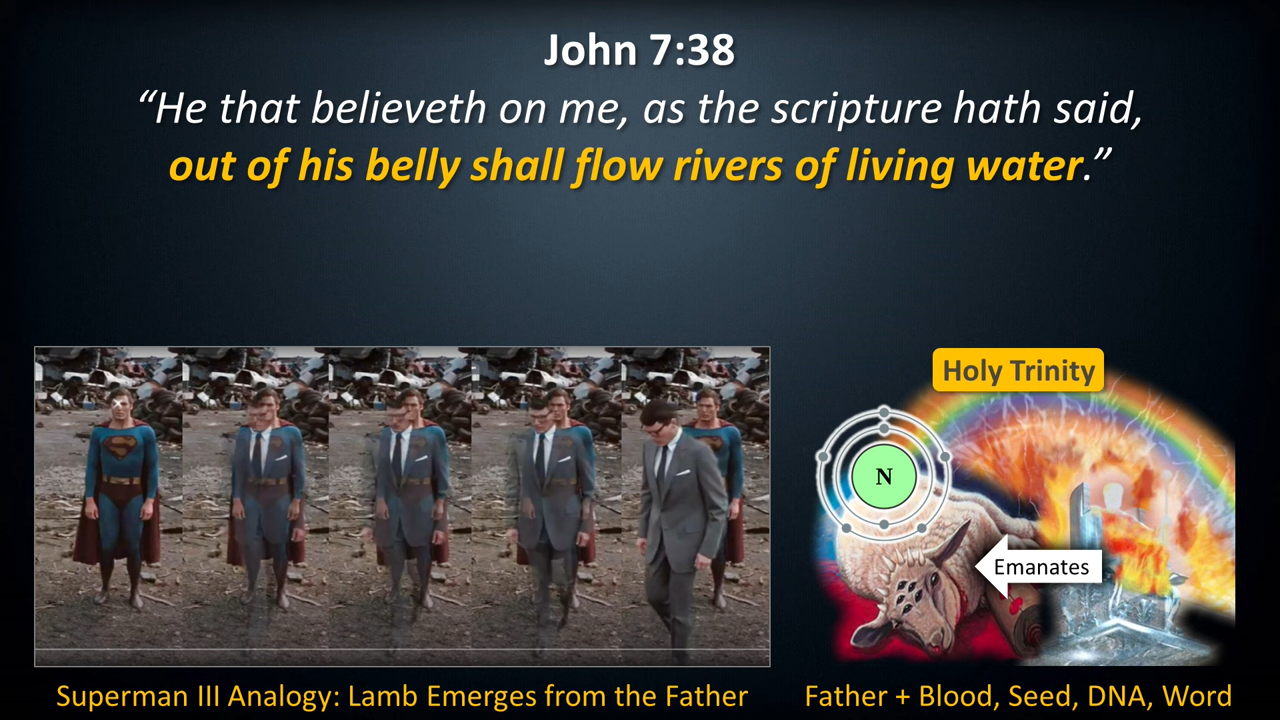 John 7:38
“He that believeth on me, as the scripture hath said,
out of his belly shall flow rivers of living water.”
Holy Trinity
N
Emanates
Superman III Analogy: Lamb Emerges from the Father
Father + Blood, Seed, DNA, Word